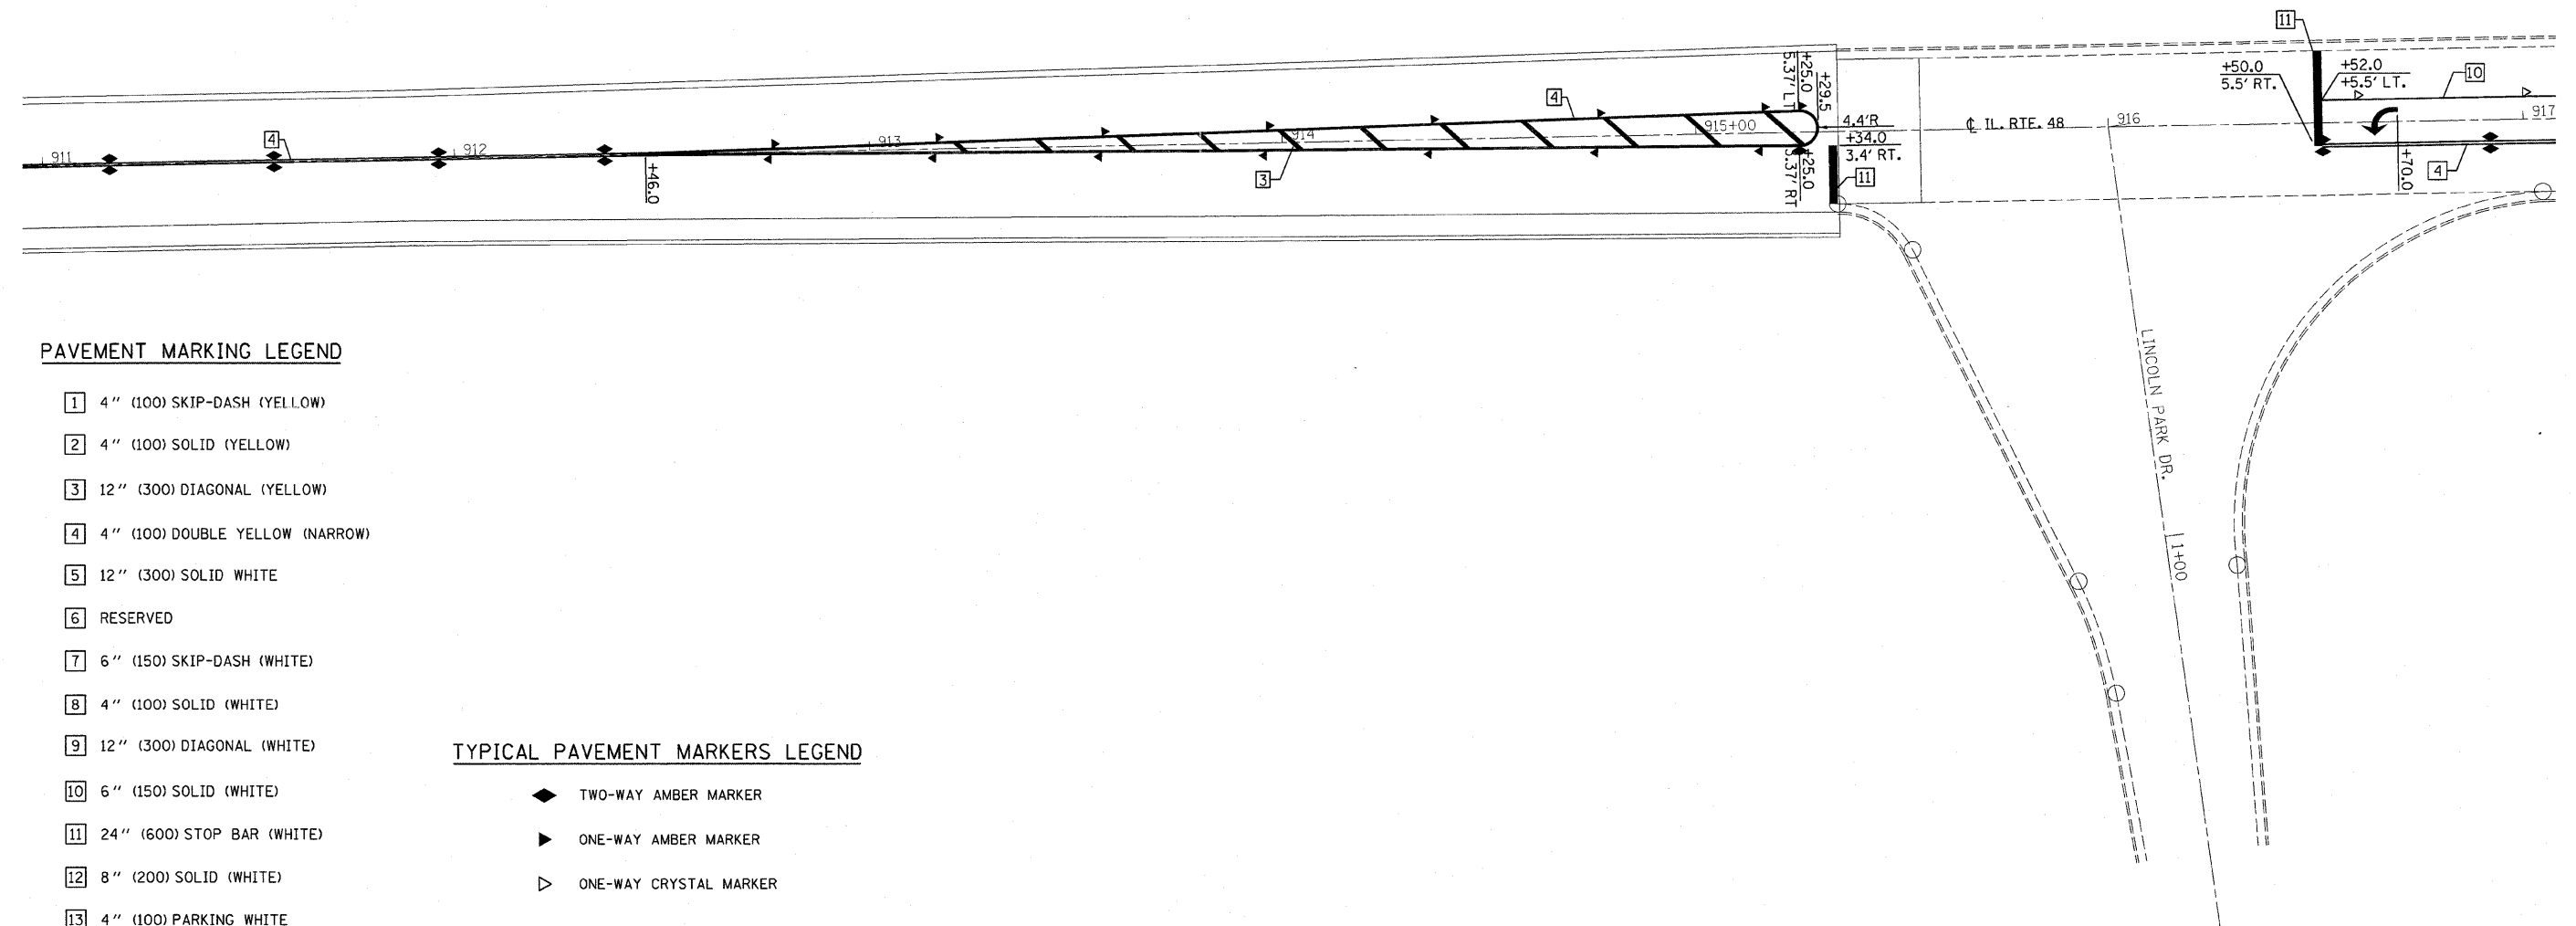 11
+50.0
5.5' RT.
+52.0
+5.5' LT.
10
+25.0
5.37' LT
+29.5
4
4
911
912
913
914
915+00
4.4'R
+34.0
3.4' RT.
℄ IL. RTE. 48
916
917
+46.0
3
+25.0
5.37' RT
11
+70.0
4
LINCOLN PARK DR.
1+00
PAVEMENT MARKING LEGEND
1 4" (100) SKIP-DASH (YELLOW)
2 4" (100) SOLID (YELLOW)
3 12" (300) DIAGONAL (YELLOW)
4 4" (100) DOUBLE YELLOW (NARROW)
5 12" (300) SOLID WHITE
6 RESERVED
7 6" (150) SKIP-DASH (WHITE)
8 4" (100) SOLID (WHITE)
9 12" (300) DIAGONAL (WHITE)
10 6" (150) SOLID (WHITE)
11 24" (600) STOP BAR (WHITE)
12 8" (200) SOLID (WHITE)
13 4" (100) PARKING WHITE
TYPICAL PAVEMENT MARKERS LEGEND
TWO-WAY AMBER MARKER
ONE-WAY AMBER MARKER
ONE-WAY CRYSTAL MARKER